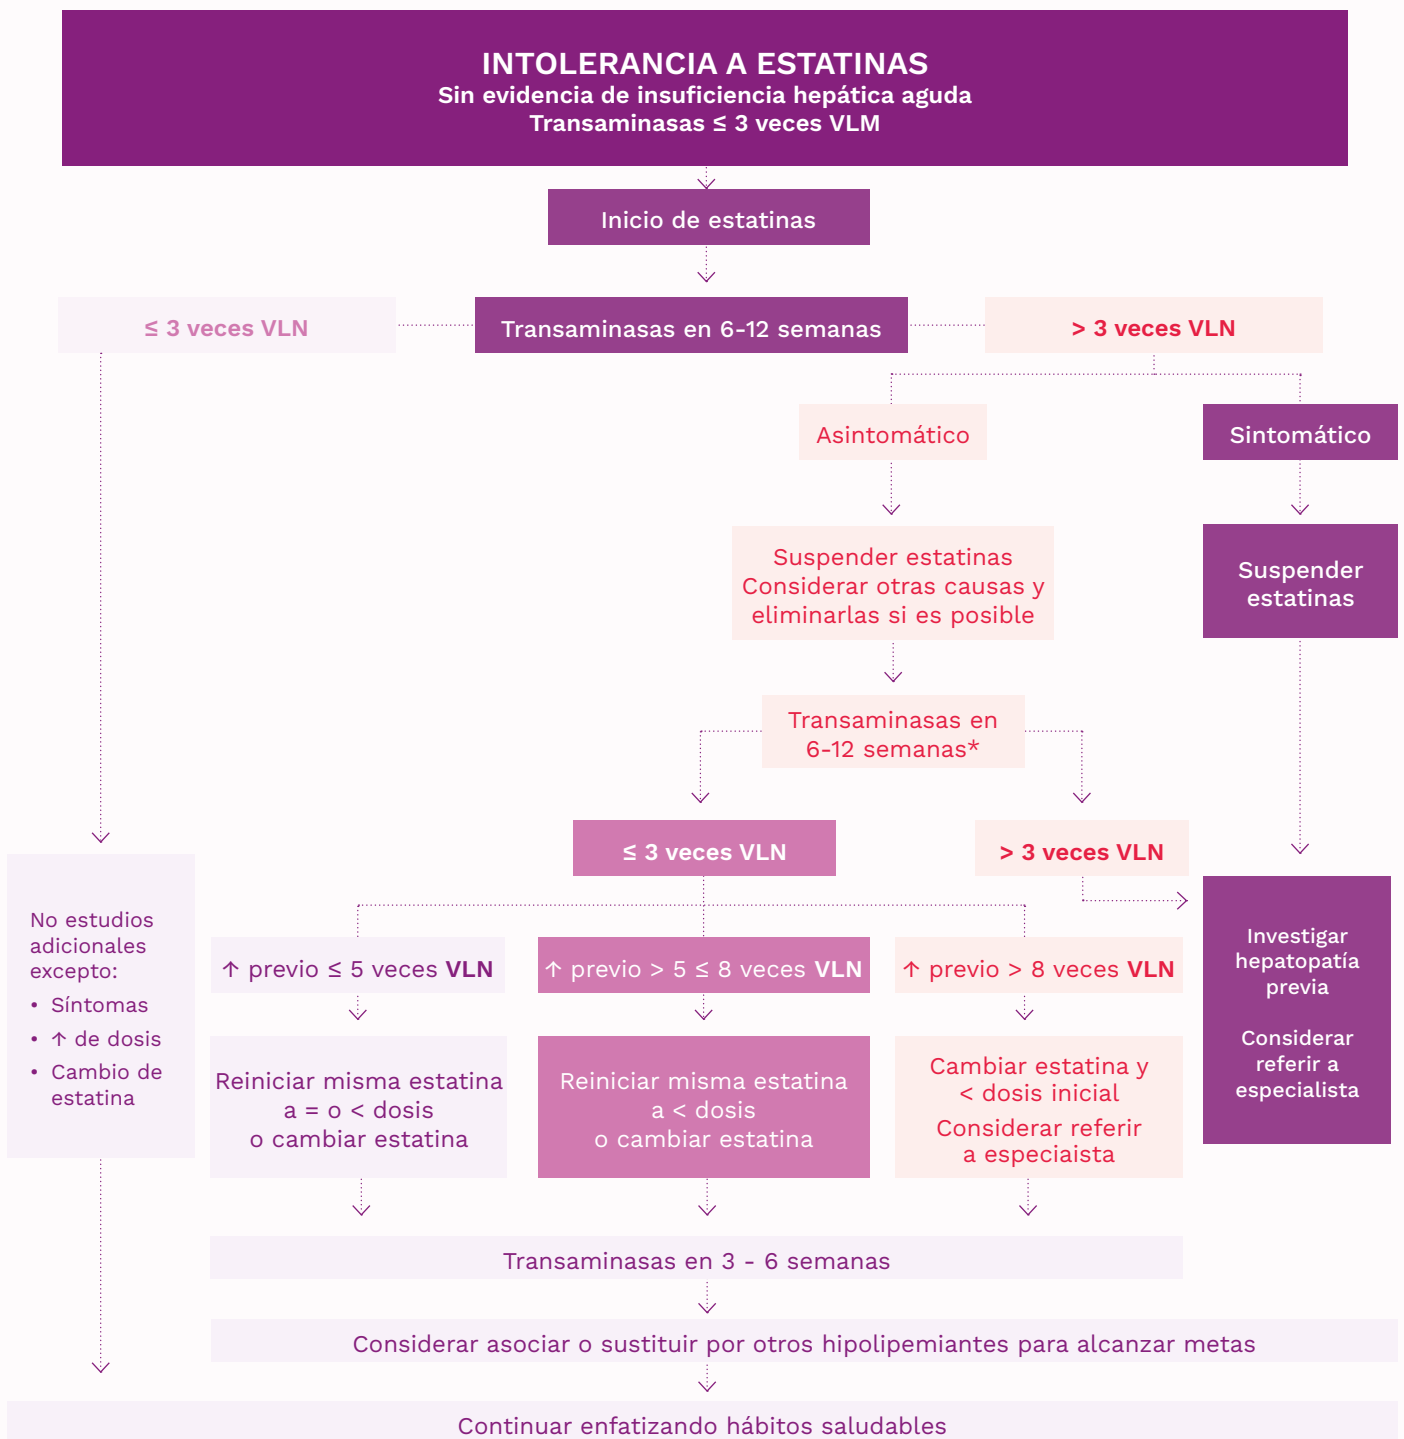 INTOLERANCIA A ESTATINAS
Sin evidencia de insuficiencia hepática aguda
Transaminasas ≤ 3 veces VLM
Inicio de estatinas
≤ 3 veces VLN
Transaminasas en 6-12 semanas
> 3 veces VLN
Asintomático
Sintomático
Suspender estatinas
Considerar otras causas y
eliminarlas si es posible
Suspender
estatinas
Transaminasas en
6-12 semanas*
≤ 3 veces VLN
> 3 veces VLN
No estudios
adicionales
excepto:
• Síntomas
• ↑ de dosis
• Cambio de
estatina
↑ previo ≤ 5 veces VLN
↑ previo > 5 ≤ 8 veces VLN
↑ previo > 8 veces VLN
Investigar
hepatopatía
previa
Considerar
referir a
especialista
Reiniciar misma estatina
a = o < dosis
o cambiar estatina
Reiniciar misma estatina
a < dosis
o cambiar estatina
Cambiar estatina y
< dosis inicial
Considerar referir
a especiaista
Transaminasas en 3 - 6 semanas
Considerar asociar o sustituir por otros hipolipemiantes para alcanzar metas
Continuar enfatizando hábitos saludables